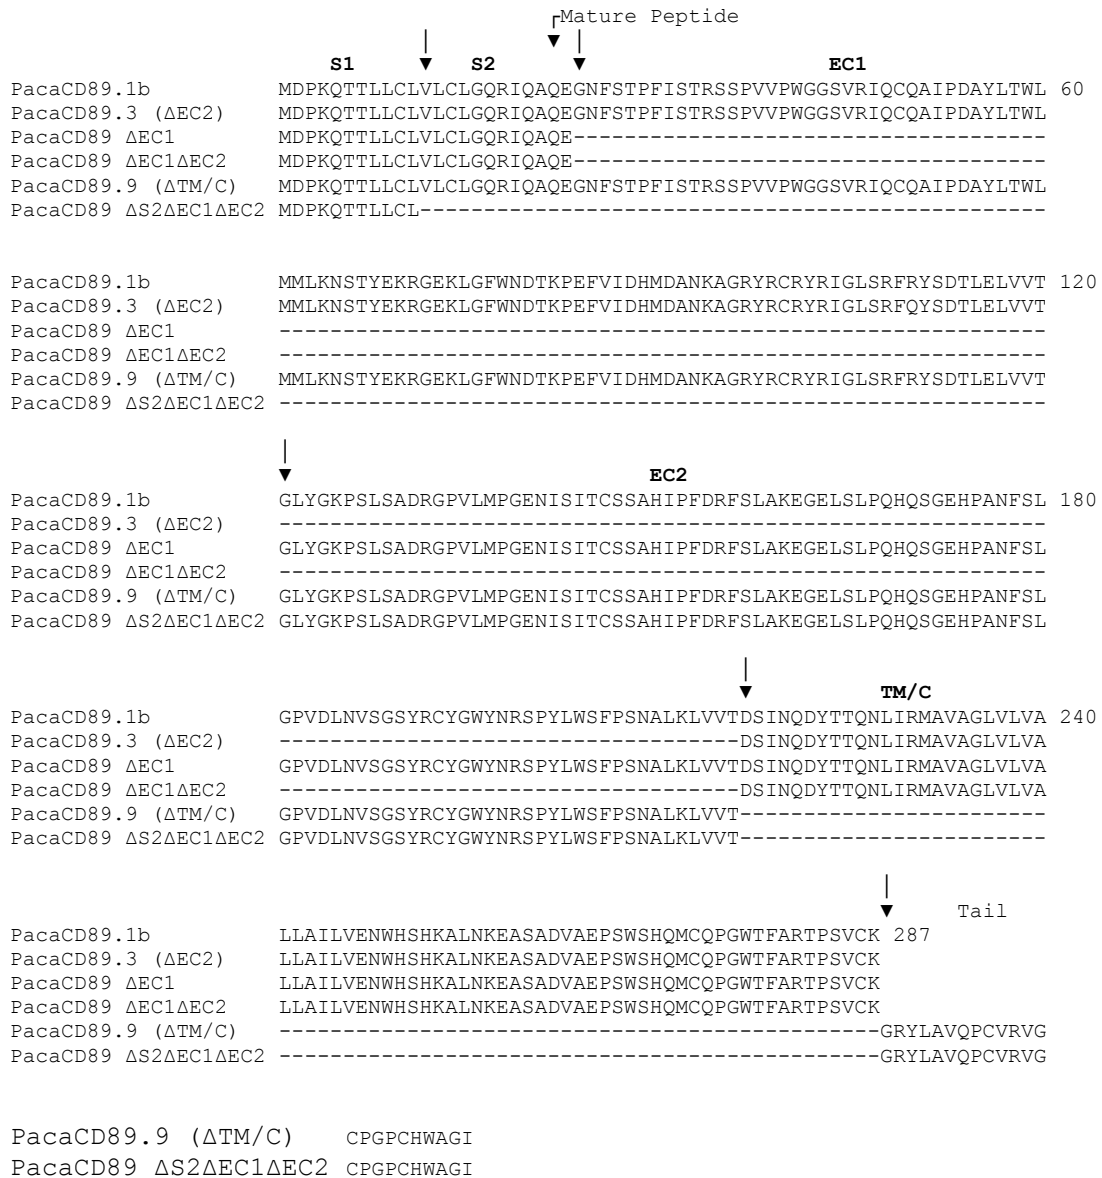 Mature Peptide
S1 S2 EC1
PacaCD89.1b MDPKQTTLLCLVLCLGQRIQAQEGNFSTPFISTRSSPVVPWGGSVRIQCQAIPDAYLTWL 60
PacaCD89.3 (ΔEC2) MDPKQTTLLCLVLCLGQRIQAQEGNFSTPFISTRSSPVVPWGGSVRIQCQAIPDAYLTWL
PacaCD89 ΔEC1 MDPKQTTLLCLVLCLGQRIQAQE-------------------------------------
PacaCD89 ΔEC1ΔEC2 MDPKQTTLLCLVLCLGQRIQAQE-------------------------------------
PacaCD89.9 (ΔTM/C) MDPKQTTLLCLVLCLGQRIQAQEGNFSTPFISTRSSPVVPWGGSVRIQCQAIPDAYLTWL
PacaCD89 ΔS2ΔEC1ΔEC2 MDPKQTTLLCL-------------------------------------------------
PacaCD89.1b MMLKNSTYEKRGEKLGFWNDTKPEFVIDHMDANKAGRYRCRYRIGLSRFRYSDTLELVVT 120
PacaCD89.3 (ΔEC2) MMLKNSTYEKRGEKLGFWNDTKPEFVIDHMDANKAGRYRCRYRIGLSRFQYSDTLELVVT
PacaCD89 ΔEC1 ------------------------------------------------------------
PacaCD89 ΔEC1ΔEC2 ------------------------------------------------------------
PacaCD89.9 (ΔTM/C) MMLKNSTYEKRGEKLGFWNDTKPEFVIDHMDANKAGRYRCRYRIGLSRFRYSDTLELVVT
PacaCD89 ΔS2ΔEC1ΔEC2 ------------------------------------------------------------
EC2
PacaCD89.1b GLYGKPSLSADRGPVLMPGENISITCSSAHIPFDRFSLAKEGELSLPQHQSGEHPANFSL 180
PacaCD89.3 (ΔEC2) ------------------------------------------------------------
PacaCD89 ΔEC1 GLYGKPSLSADRGPVLMPGENISITCSSAHIPFDRFSLAKEGELSLPQHQSGEHPANFSL
PacaCD89 ΔEC1ΔEC2 ------------------------------------------------------------
PacaCD89.9 (ΔTM/C) GLYGKPSLSADRGPVLMPGENISITCSSAHIPFDRFSLAKEGELSLPQHQSGEHPANFSL
PacaCD89 ΔS2ΔEC1ΔEC2 GLYGKPSLSADRGPVLMPGENISITCSSAHIPFDRFSLAKEGELSLPQHQSGEHPANFSL
TM/C
PacaCD89.1b GPVDLNVSGSYRCYGWYNRSPYLWSFPSNALKLVVTDSINQDYTTQNLIRMAVAGLVLVA 240
PacaCD89.3 (ΔEC2) ------------------------------------DSINQDYTTQNLIRMAVAGLVLVA
PacaCD89 ΔEC1 GPVDLNVSGSYRCYGWYNRSPYLWSFPSNALKLVVTDSINQDYTTQNLIRMAVAGLVLVA
PacaCD89 ΔEC1ΔEC2 ------------------------------------DSINQDYTTQNLIRMAVAGLVLVA
PacaCD89.9 (ΔTM/C) GPVDLNVSGSYRCYGWYNRSPYLWSFPSNALKLVVT------------------------
PacaCD89 ΔS2ΔEC1ΔEC2 GPVDLNVSGSYRCYGWYNRSPYLWSFPSNALKLVVT------------------------
Tail
PacaCD89.1b LLAILVENWHSHKALNKEASADVAEPSWSHQMCQPGWTFARTPSVCK 287
PacaCD89.3 (ΔEC2) LLAILVENWHSHKALNKEASADVAEPSWSHQMCQPGWTFARTPSVCK
PacaCD89 ΔEC1 LLAILVENWHSHKALNKEASADVAEPSWSHQMCQPGWTFARTPSVCK
PacaCD89 ΔEC1ΔEC2 LLAILVENWHSHKALNKEASADVAEPSWSHQMCQPGWTFARTPSVCK
PacaCD89.9 (ΔTM/C) -----------------------------------------------GRYLAVQPCVRVG
PacaCD89 ΔS2ΔEC1ΔEC2 -----------------------------------------------GRYLAVQPCVRVG
PacaCD89.9 (ΔTM/C) CPGPCHWAGI
PacaCD89 ΔS2ΔEC1ΔEC2 CPGPCHWAGI